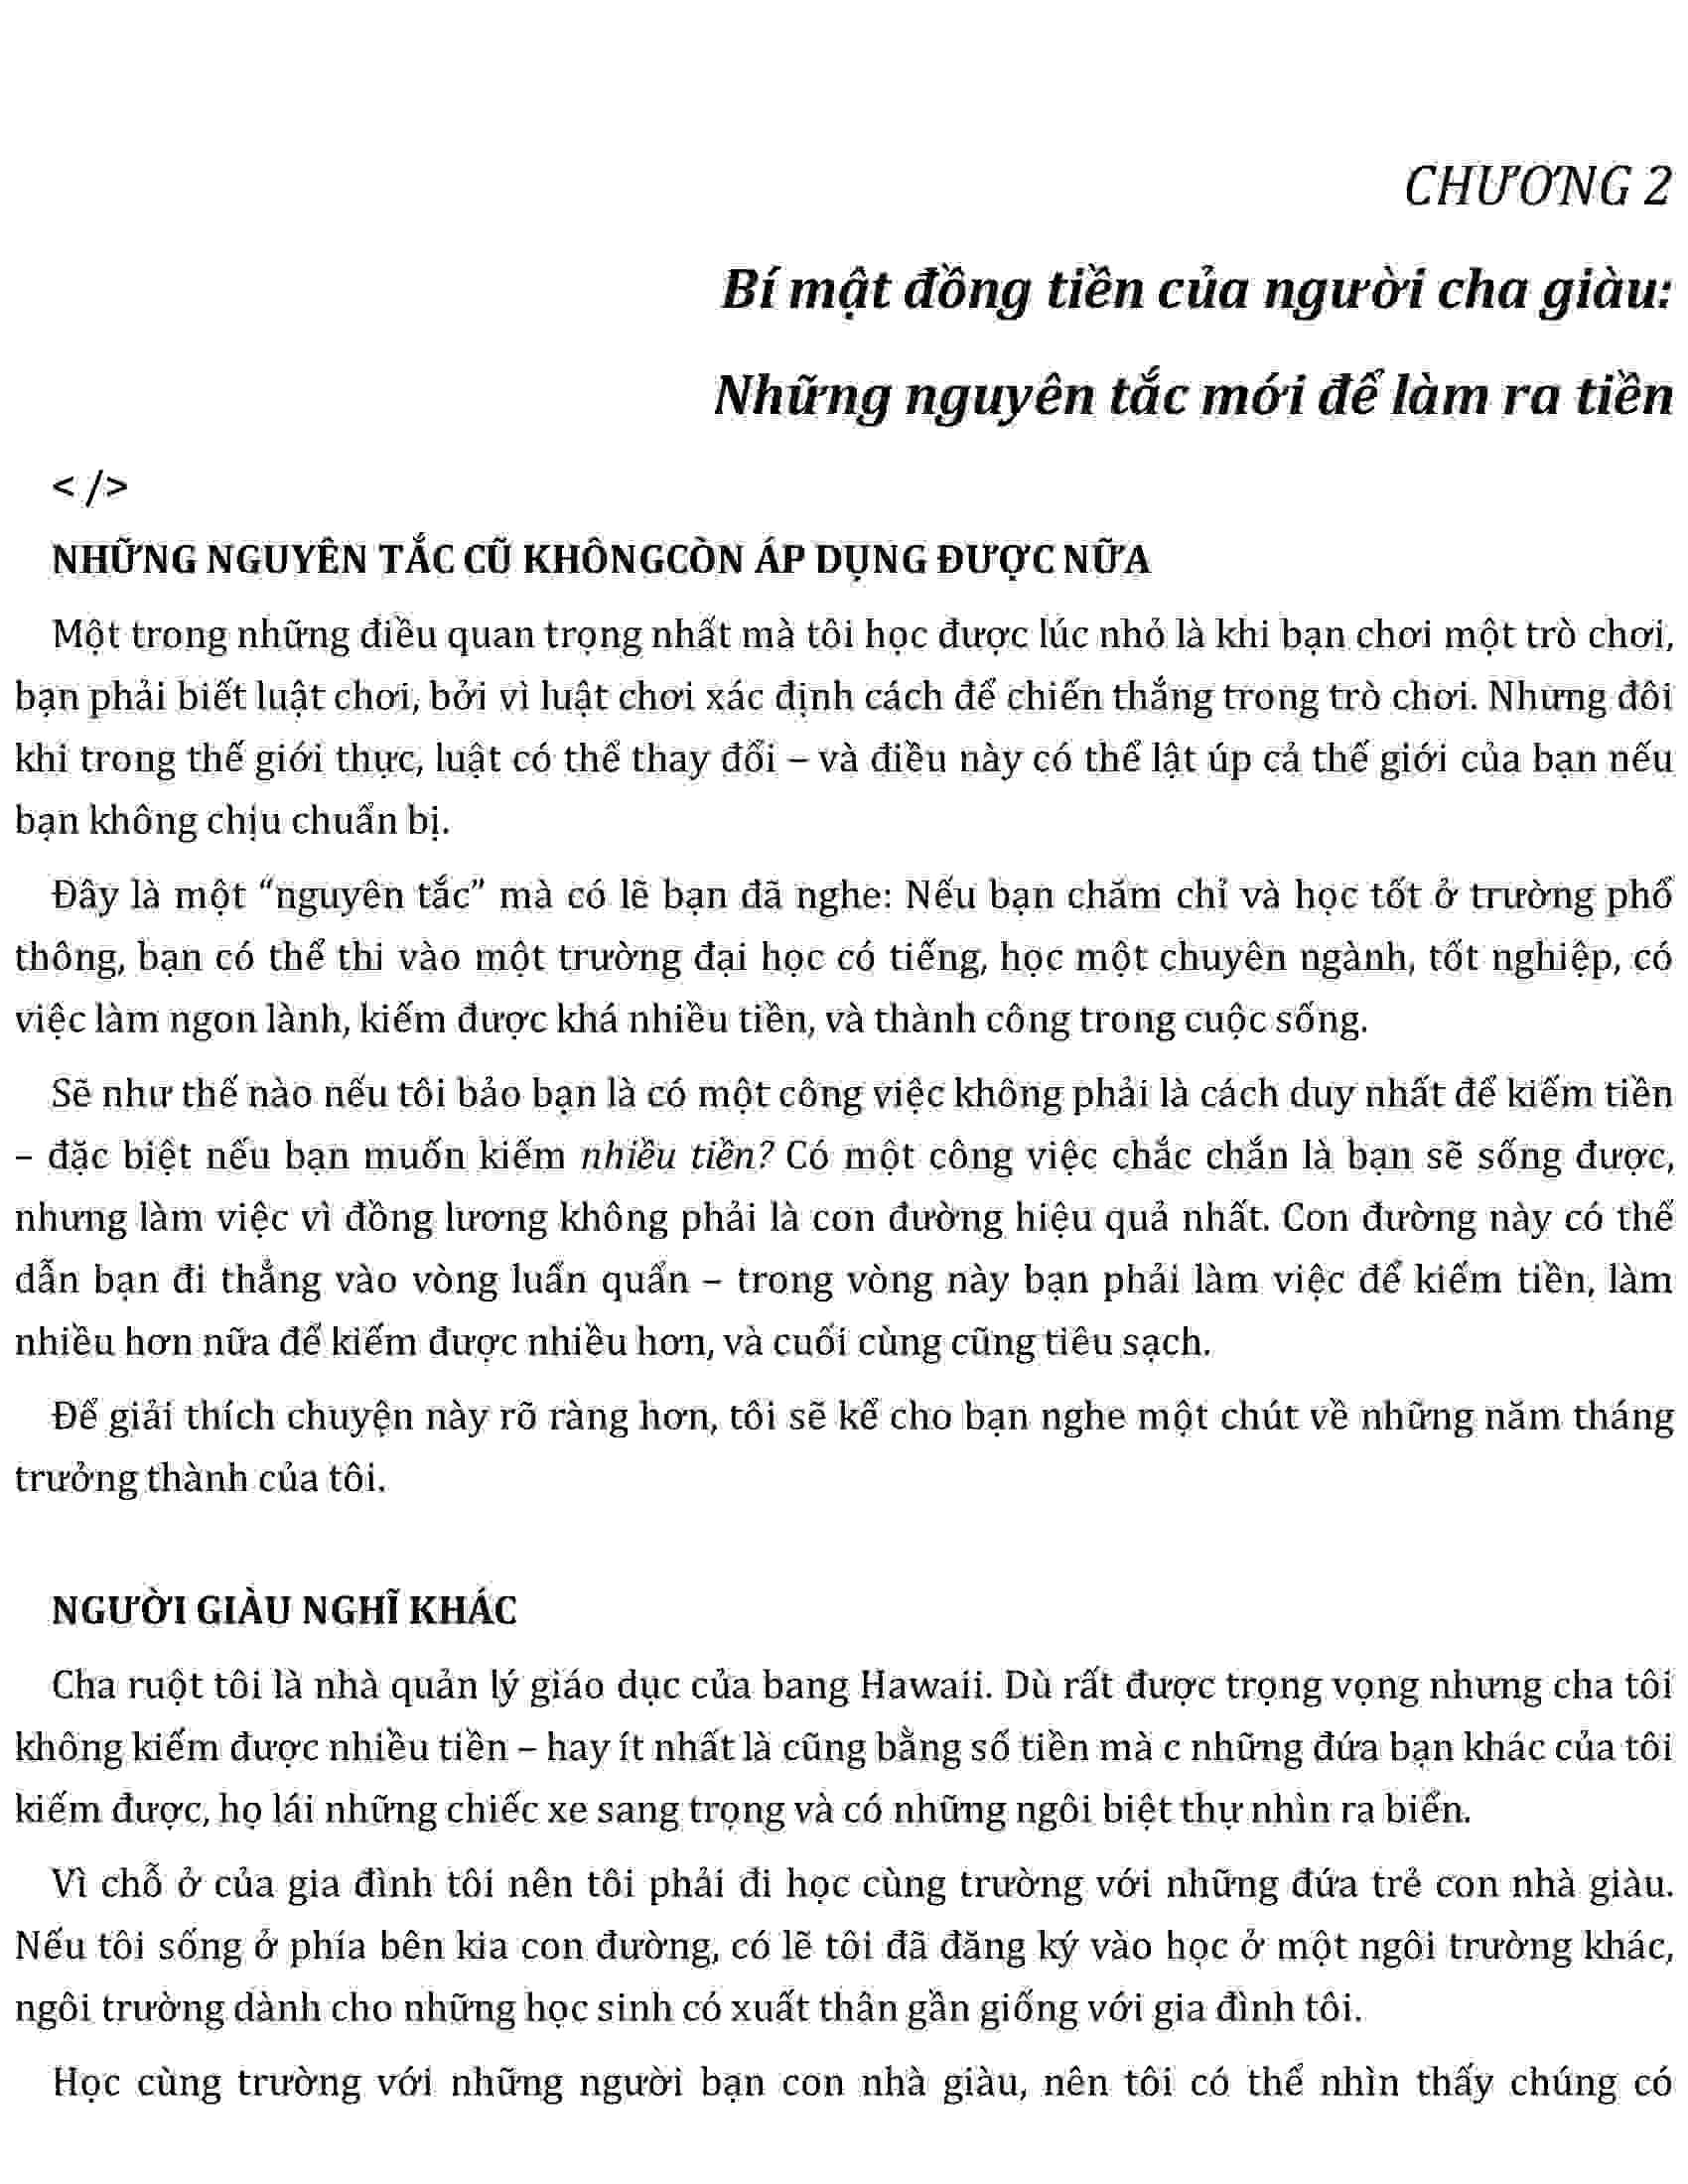 CHƯƠNG 2
Bí mật đồng tiền của người cha giàu:
Những nguyên tắc mới để làm ra tiền
< />
NHỮNG NGUYÊN TẮC CŨ KHÔNGCÒN ÁP DỤNG ĐƯỢC NỮA
Một trong những điều quan trọng nhất mà tôi học được lúc nhỏ là khi bạn chơi một trò chơi,
bạn phải biết luật chơi, bởi vì luật chơi xác định cách để chiến thắng trong trò chơi. Nhưng đôi
khi trong thế giới thực, luật có thể thay đổi – và điều này có thể lật úp cả thế giới của bạn nếu
bạn không chịu chuẩn bị.
Đây là một “nguyên tắc” mà có lẽ bạn đã nghe: Nếu bạn chăm chỉ và học tốt ở trường phổ
thông, bạn có thể thi vào một trường đại học có tiếng, học một chuyên ngành, tốt nghiệp, có
việc làm ngon lành, kiếm được khá nhiều tiền, và thành công trong cuộc sống.
Sẽ như thế nào nếu tôi bảo bạn là có một công việc không phải là cách duy nhất để kiếm tiền
– đặc biệt nếu bạn muốn kiếm nhiều tiền? Có một công việc chắc chắn là bạn sẽ sống được,
nhưng làm việc vì đồng lương không phải là con đường hiệu quả nhất. Con đường này có thể
dẫn bạn đi thẳng vào vòng luẩn quẩn – trong vòng này bạn phải làm việc để kiếm tiền, làm
nhiều hơn nữa để kiếm được nhiều hơn, và cuối cùng cũng tiêu sạch.
Để giải thích chuyện này rõ ràng hơn, tôi sẽ kể cho bạn nghe một chút về những năm tháng
trưởng thành của tôi.
NGƯỜI GIÀU NGHĨ KHÁC
Cha ruột tôi là nhà quản lý giáo dục của bang Hawaii. Dù rất được trọng vọng nhưng cha tôi
không kiếm được nhiều tiền – hay ít nhất là cũng bằng số tiền mà c những đứa bạn khác của tôi
kiếm được, họ lái những chiếc xe sang trọng và có những ngôi biệt thự nhìn ra biển.
Vì chỗ ở của gia đình tôi nên tôi phải đi học cùng trường với những đứa trẻ con nhà giàu.
Nếu tôi sống ở phía bên kia con đường, có lẽ tôi đã đăng ký vào học ở một ngôi trường khác,
ngôi trường dành cho những học sinh có xuất thân gần giống với gia đình tôi.
Học cùng trường với những người bạn con nhà giàu, nên tôi có thể nhìn thấy chúng có